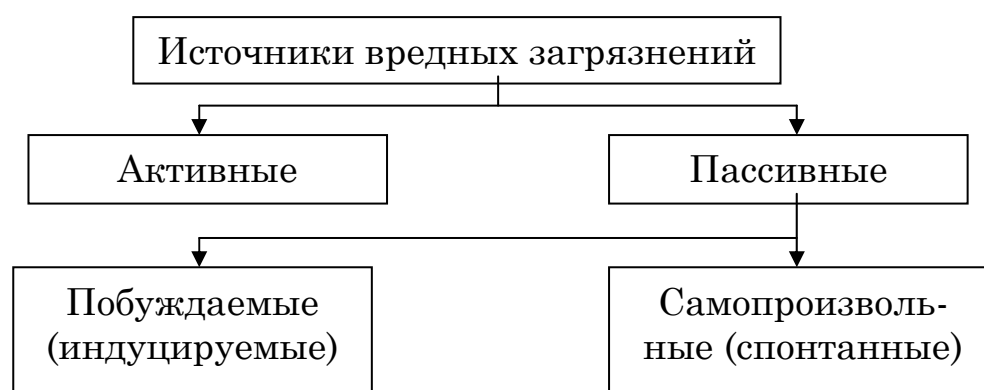 Источники вредных загрязнений
Активные
Пассивные
Побуждаемые
(индуцируемые)
Самопроизволь-
ные (спонтанные)